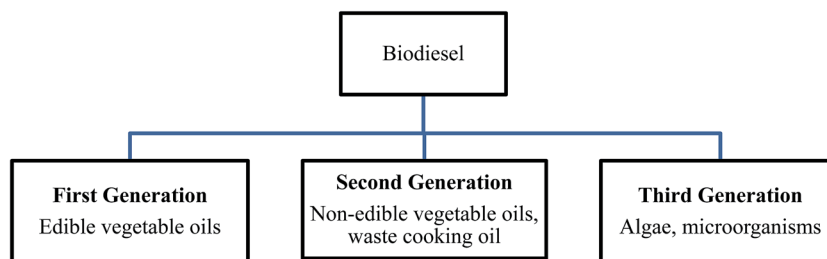 Biodiesel
First Generation
Edible vegetable oils
Second Generation
Non-edible vegetable oils,
waste cooking oil
Third Generation
Algae, microorganisms